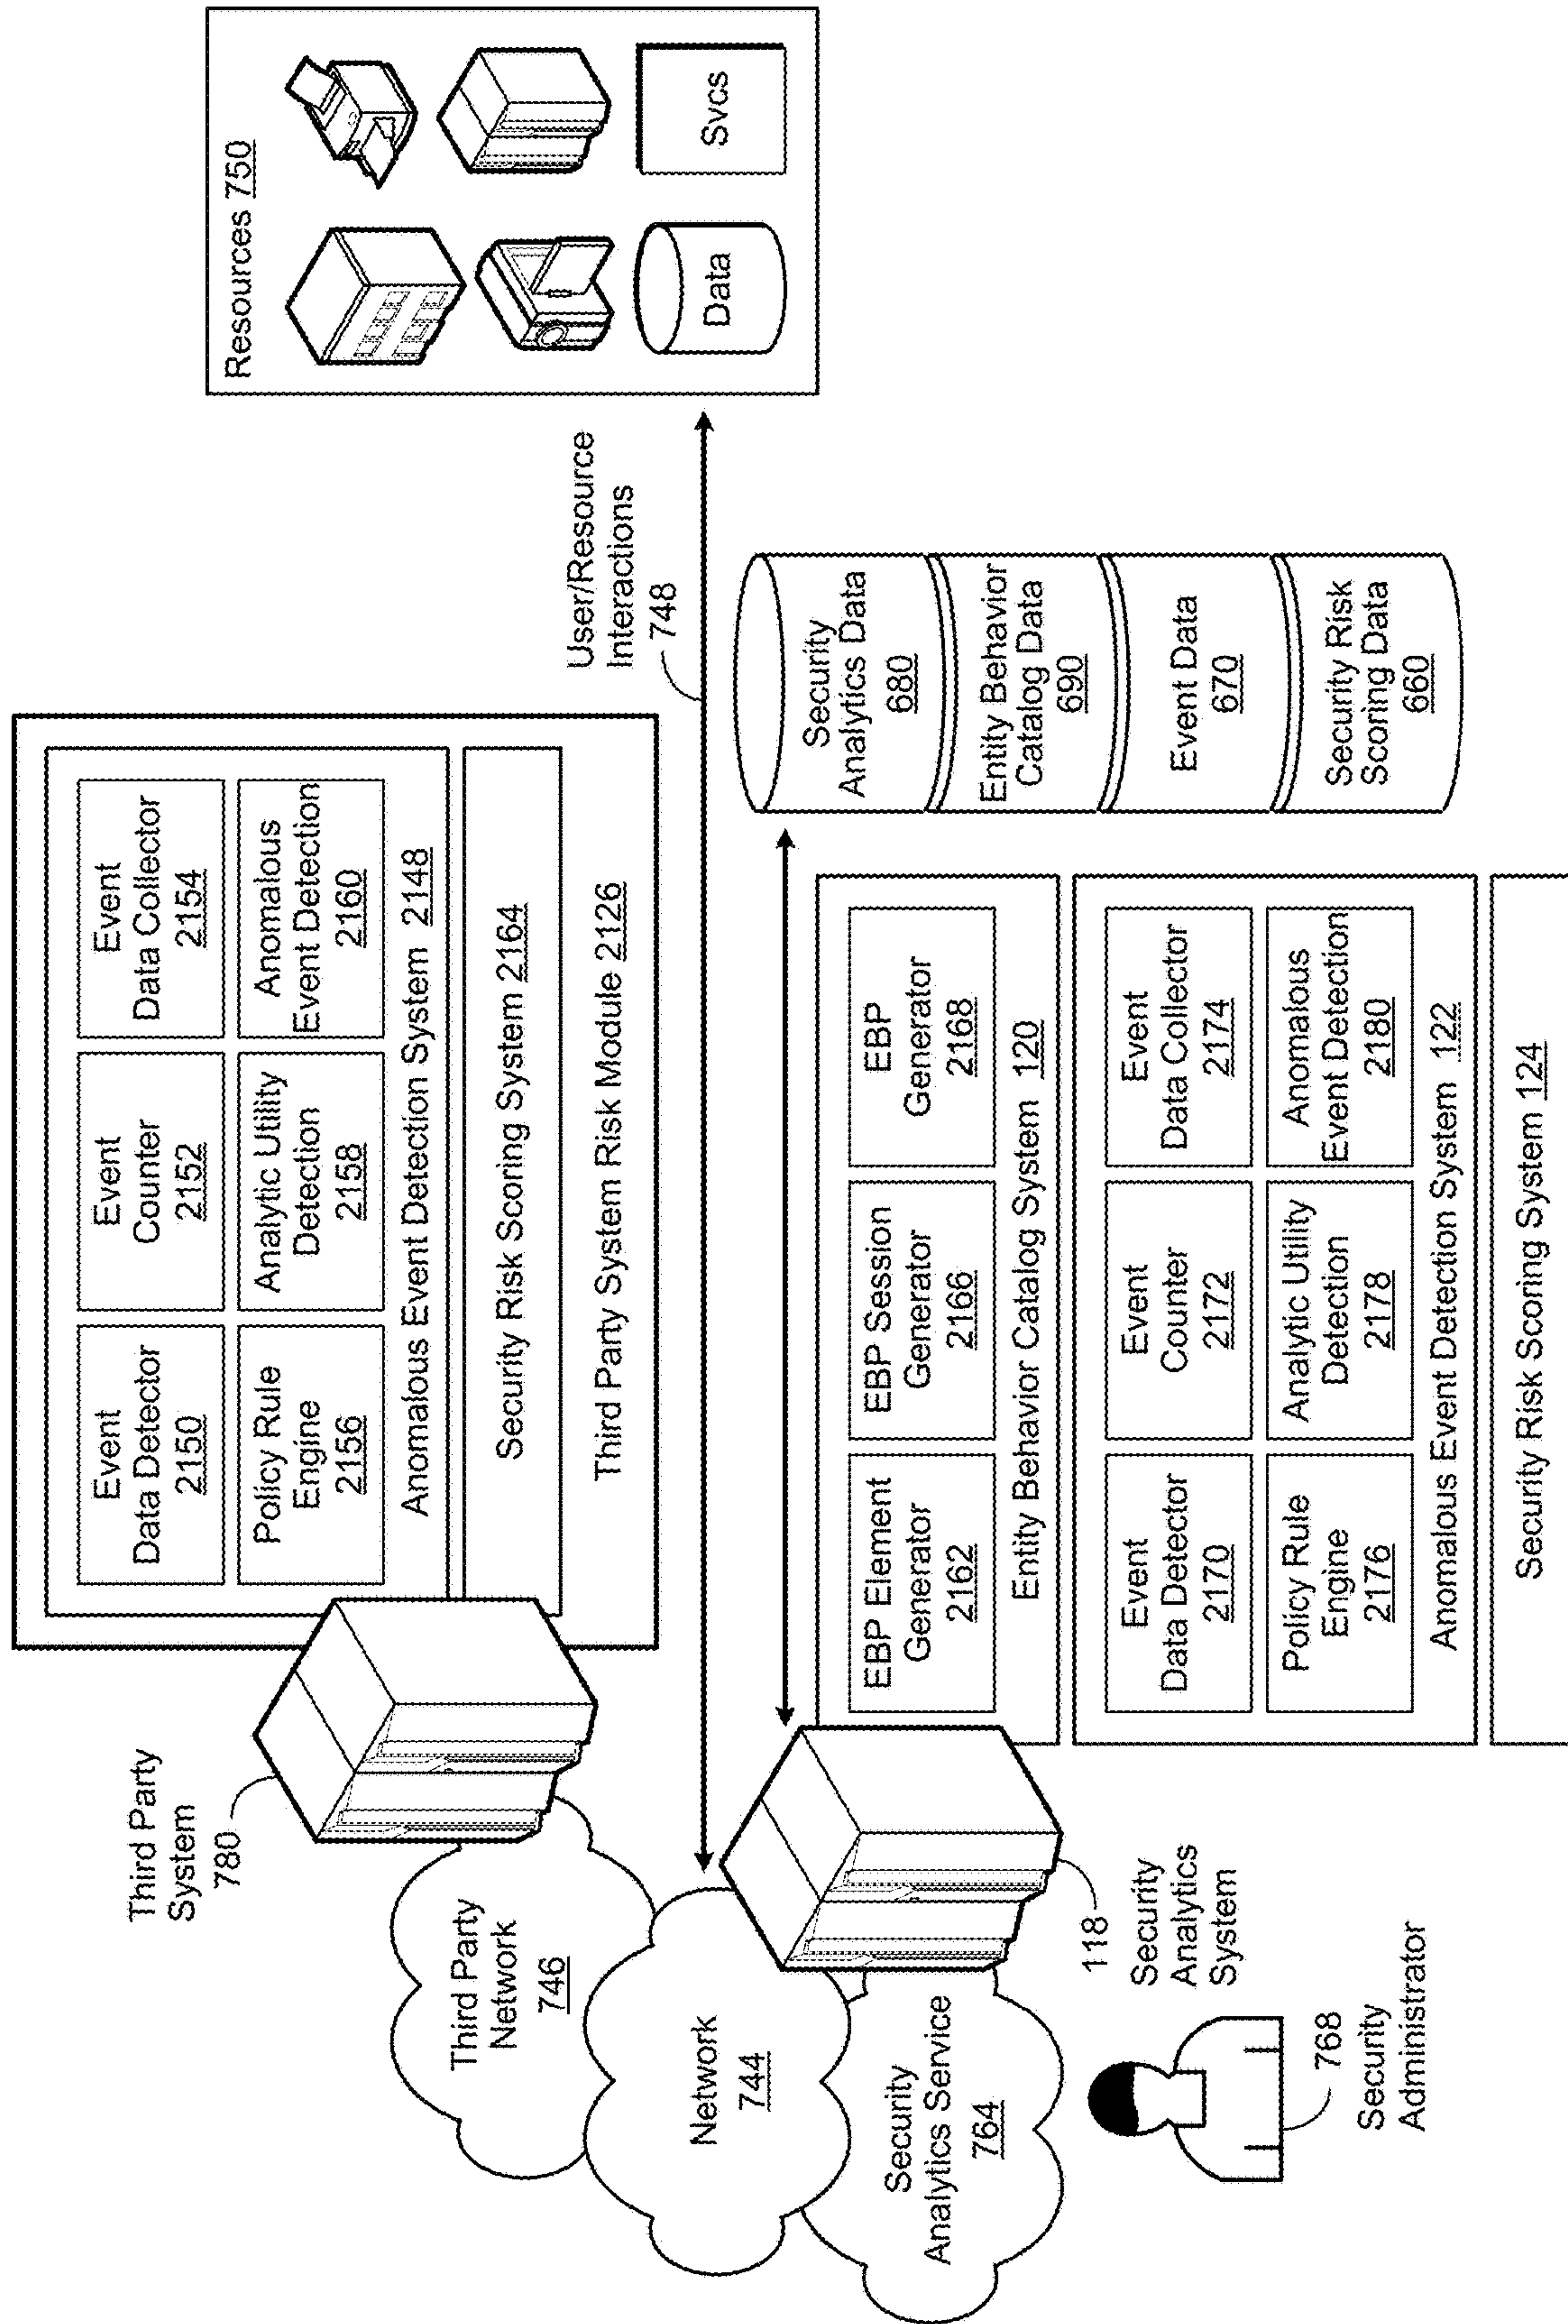 Third Party
System
780
Event
Data Detector
2150
Event
Counter
2152
Event
Data Collector
2154
Policy Rule
Engine
2156
Analytic Utility
Detection
2158
Anomalous
Event Detection
2160
Anomalous Event Detection System 2148
Security Risk Scoring System 2164
Third Party System Risk Module 2126
Resources 750
Data
Svcs
User/Resource
Interactions
748
Third Party
Network
746
Network
744
Security
Analytics Service
764
118
Security
Analytics
System
768
Security
Administrator
EBP Element
Generator
2162
EBP Session
Generator
2166
EBP
Generator
2168
Entity Behavior Catalog System 120
Event
Data Detector
2170
Event
Counter
2172
Event
Data Collector
2174
Policy Rule
Engine
2176
Analytic Utility
Detection
2178
Anomalous
Event Detection
2180
Anomalous Event Detection System 122
Security Risk Scoring System 124
Security
Analytics Data
680
Entity Behavior
Catalog Data
690
Event Data
670
Security Risk
Scoring Data
660